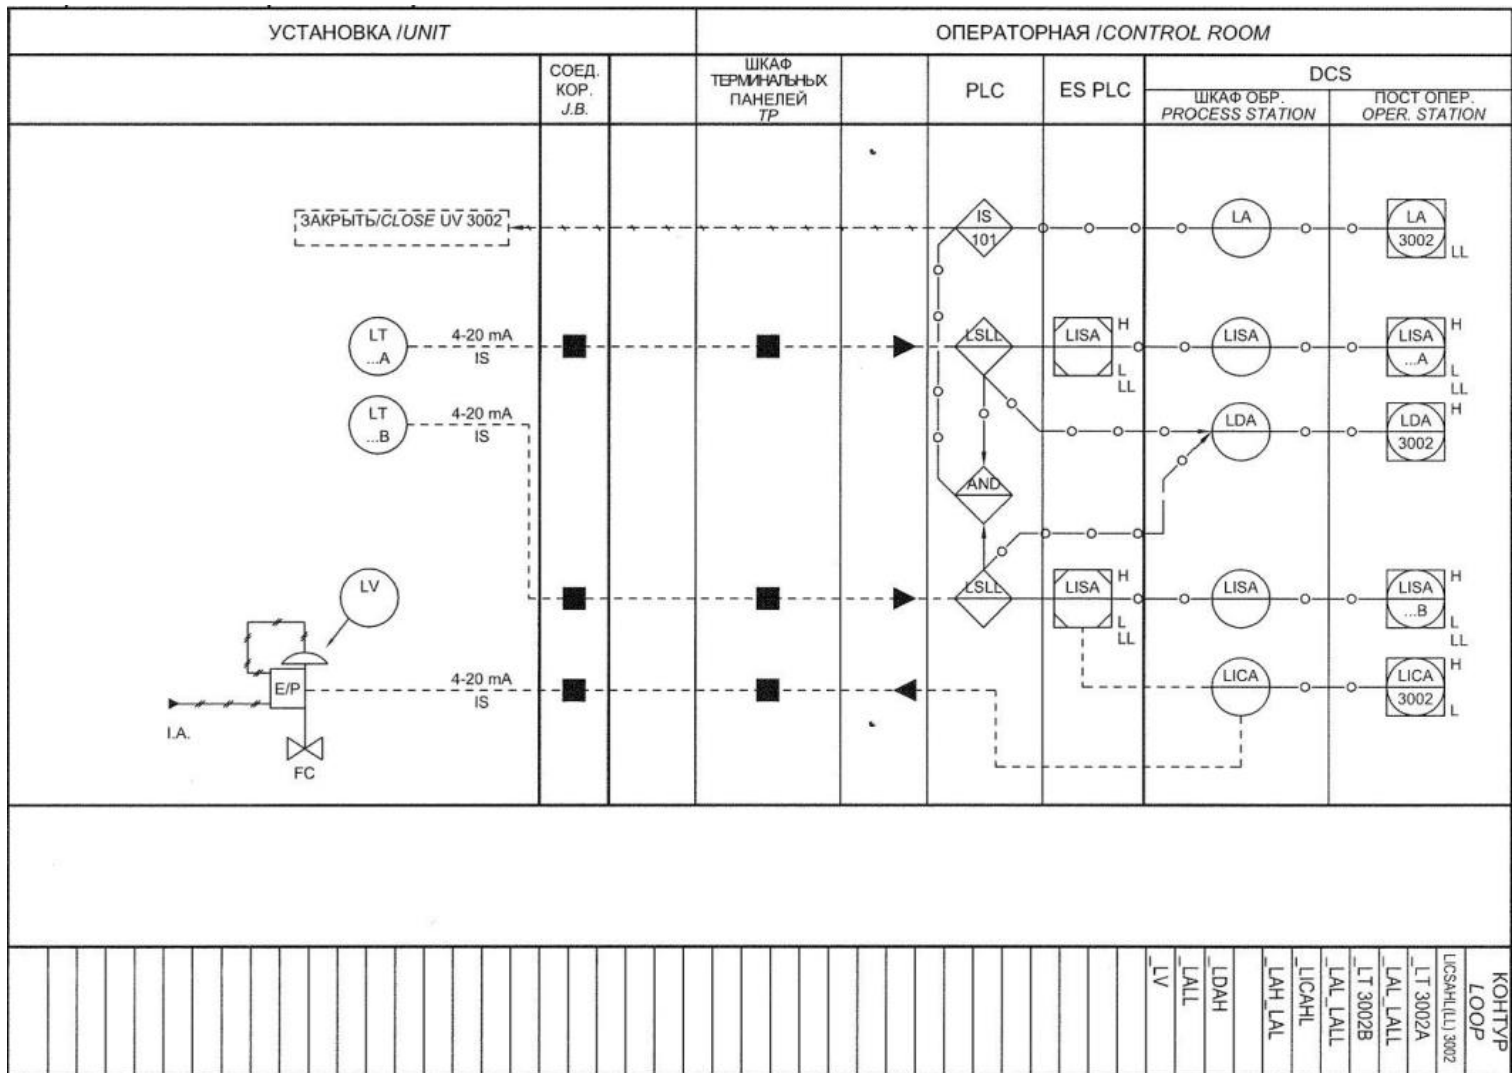 УСТАНОВКА /UNIT
ОПЕРАТОРНАЯ /CONTROL ROOM
СОЕД.
КОР.
J.B.
ШКАФ
ТЕРМИНАЛЬНЫХ
ПАНЕЛЕЙ
TP
PLC
ES PLC
DCS
ШКАФ ОБР.
PROCESS STATION
ПОСТ ОПЕР.
OPER. STATION
ЗАКРЫТЬ/CLOSE UV 3002
IS
101
LA
LA
3002
LL
LT
...A
4-20 mA
IS
LSLL
LISA
H
L
LL
LISA
LISA
...A
H
L
LL
LT
...B
4-20 mA
IS
LDA
LDA
3002
H
AND
LV
LSLL
LISA
H
L
LL
LISA
LISA
...B
H
L
LL
E/P
4-20 mA
IS
LICA
LICA
3002
H
L
I.A.
FC
КОНТУР
LOOP
LICSAHL(LL) 3002
_LT 3002A
_LAL_LALL
_LT 3002B
_LAL_LALL
_LICAHL
_LAH_LAL
_LDAH
_LALL
_LV